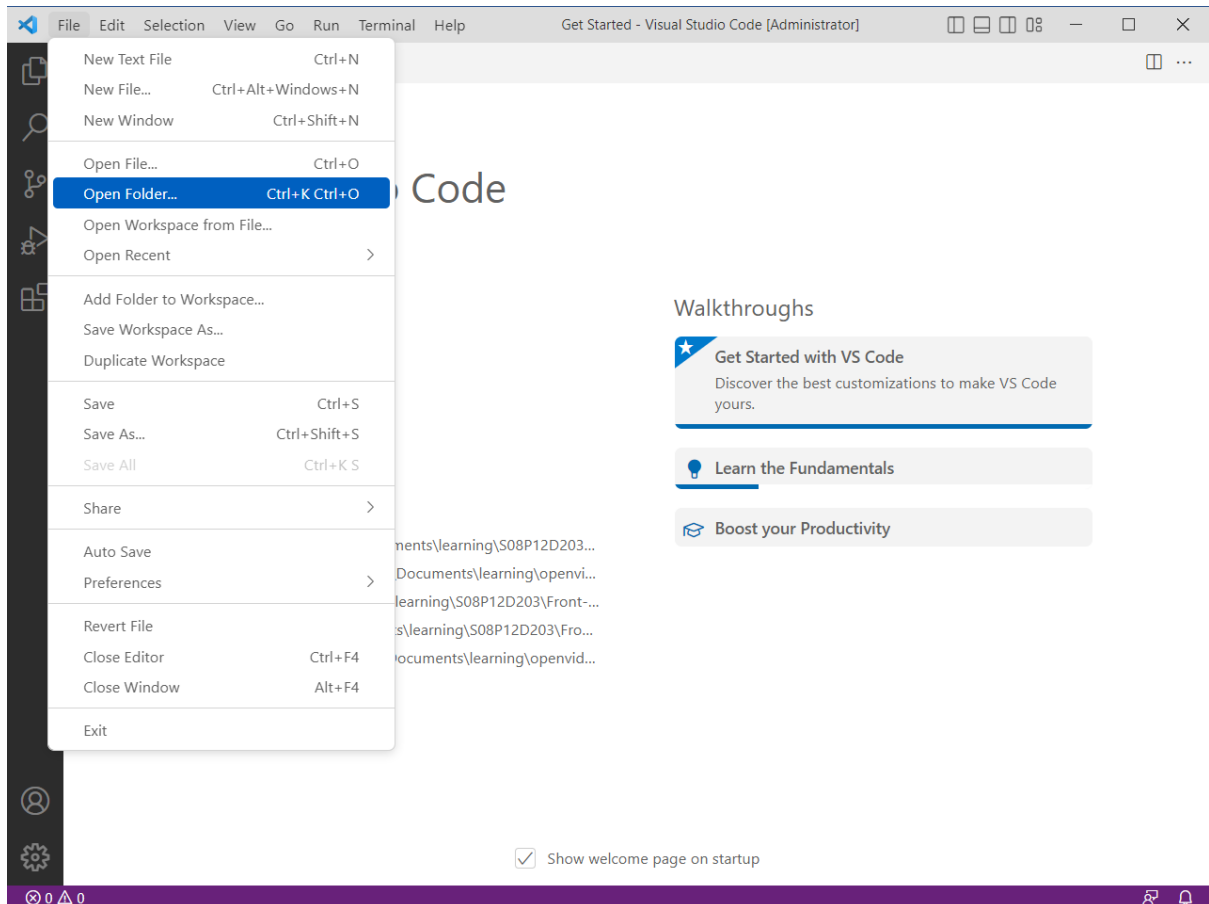 File Edit Selection View Go Run Terminal Help Get Started - Visual Studio Code [Administrator]
New Text File Ctrl+N
New File... Ctrl+Alt+Windows+N
New Window Ctrl+Shift+N
Open File... Ctrl+O
Open Folder... Ctrl+K Ctrl+O
Code
Open Workspace from File...
Open Recent
Add Folder to Workspace...
Save Workspace As...
Duplicate Workspace
Save Ctrl+S
Save As... Ctrl+Shift+S
Save All Ctrl+K S
Share
Auto Save
Preferences
Revert File
Close Editor Ctrl+F4
Close Window Alt+F4
Exit
ments\learning\S08P12D203...
Documents\learning\openvi...
learning\S08P12D203\Front-...
s\learning\S08P12D203\Fro...
ocuments\learning\openvid...
Walkthroughs
Get Started with VS Code
Discover the best customizations to make VS Code
yours.
Learn the Fundamentals
Boost your Productivity
Show welcome page on startup
0 0